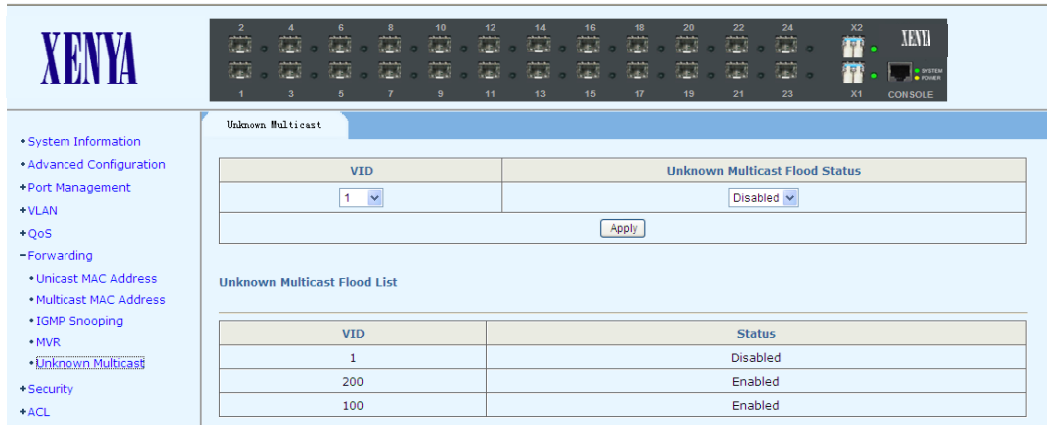 XENYA
2 4 6 8 10 12 14 16 18 20 22 24 X2
XENYA
SYSTEM
POWER
1 3 5 7 9 11 13 15 17 19 21 23 X1 CONSOLE
Unknown Multicast
System Information
Advanced Configuration
+Port Management
+VLAN
+QoS
-Forwarding
Unicast MAC Address
Multicast MAC Address
IGMP Snooping
MVR
Unknown Multicast
+Security
+ACL
VID Unknown Multicast Flood Status
1 Disabled
Apply
Unknown Multicast Flood List
VID Status
1 Disabled
200 Enabled
100 Enabled